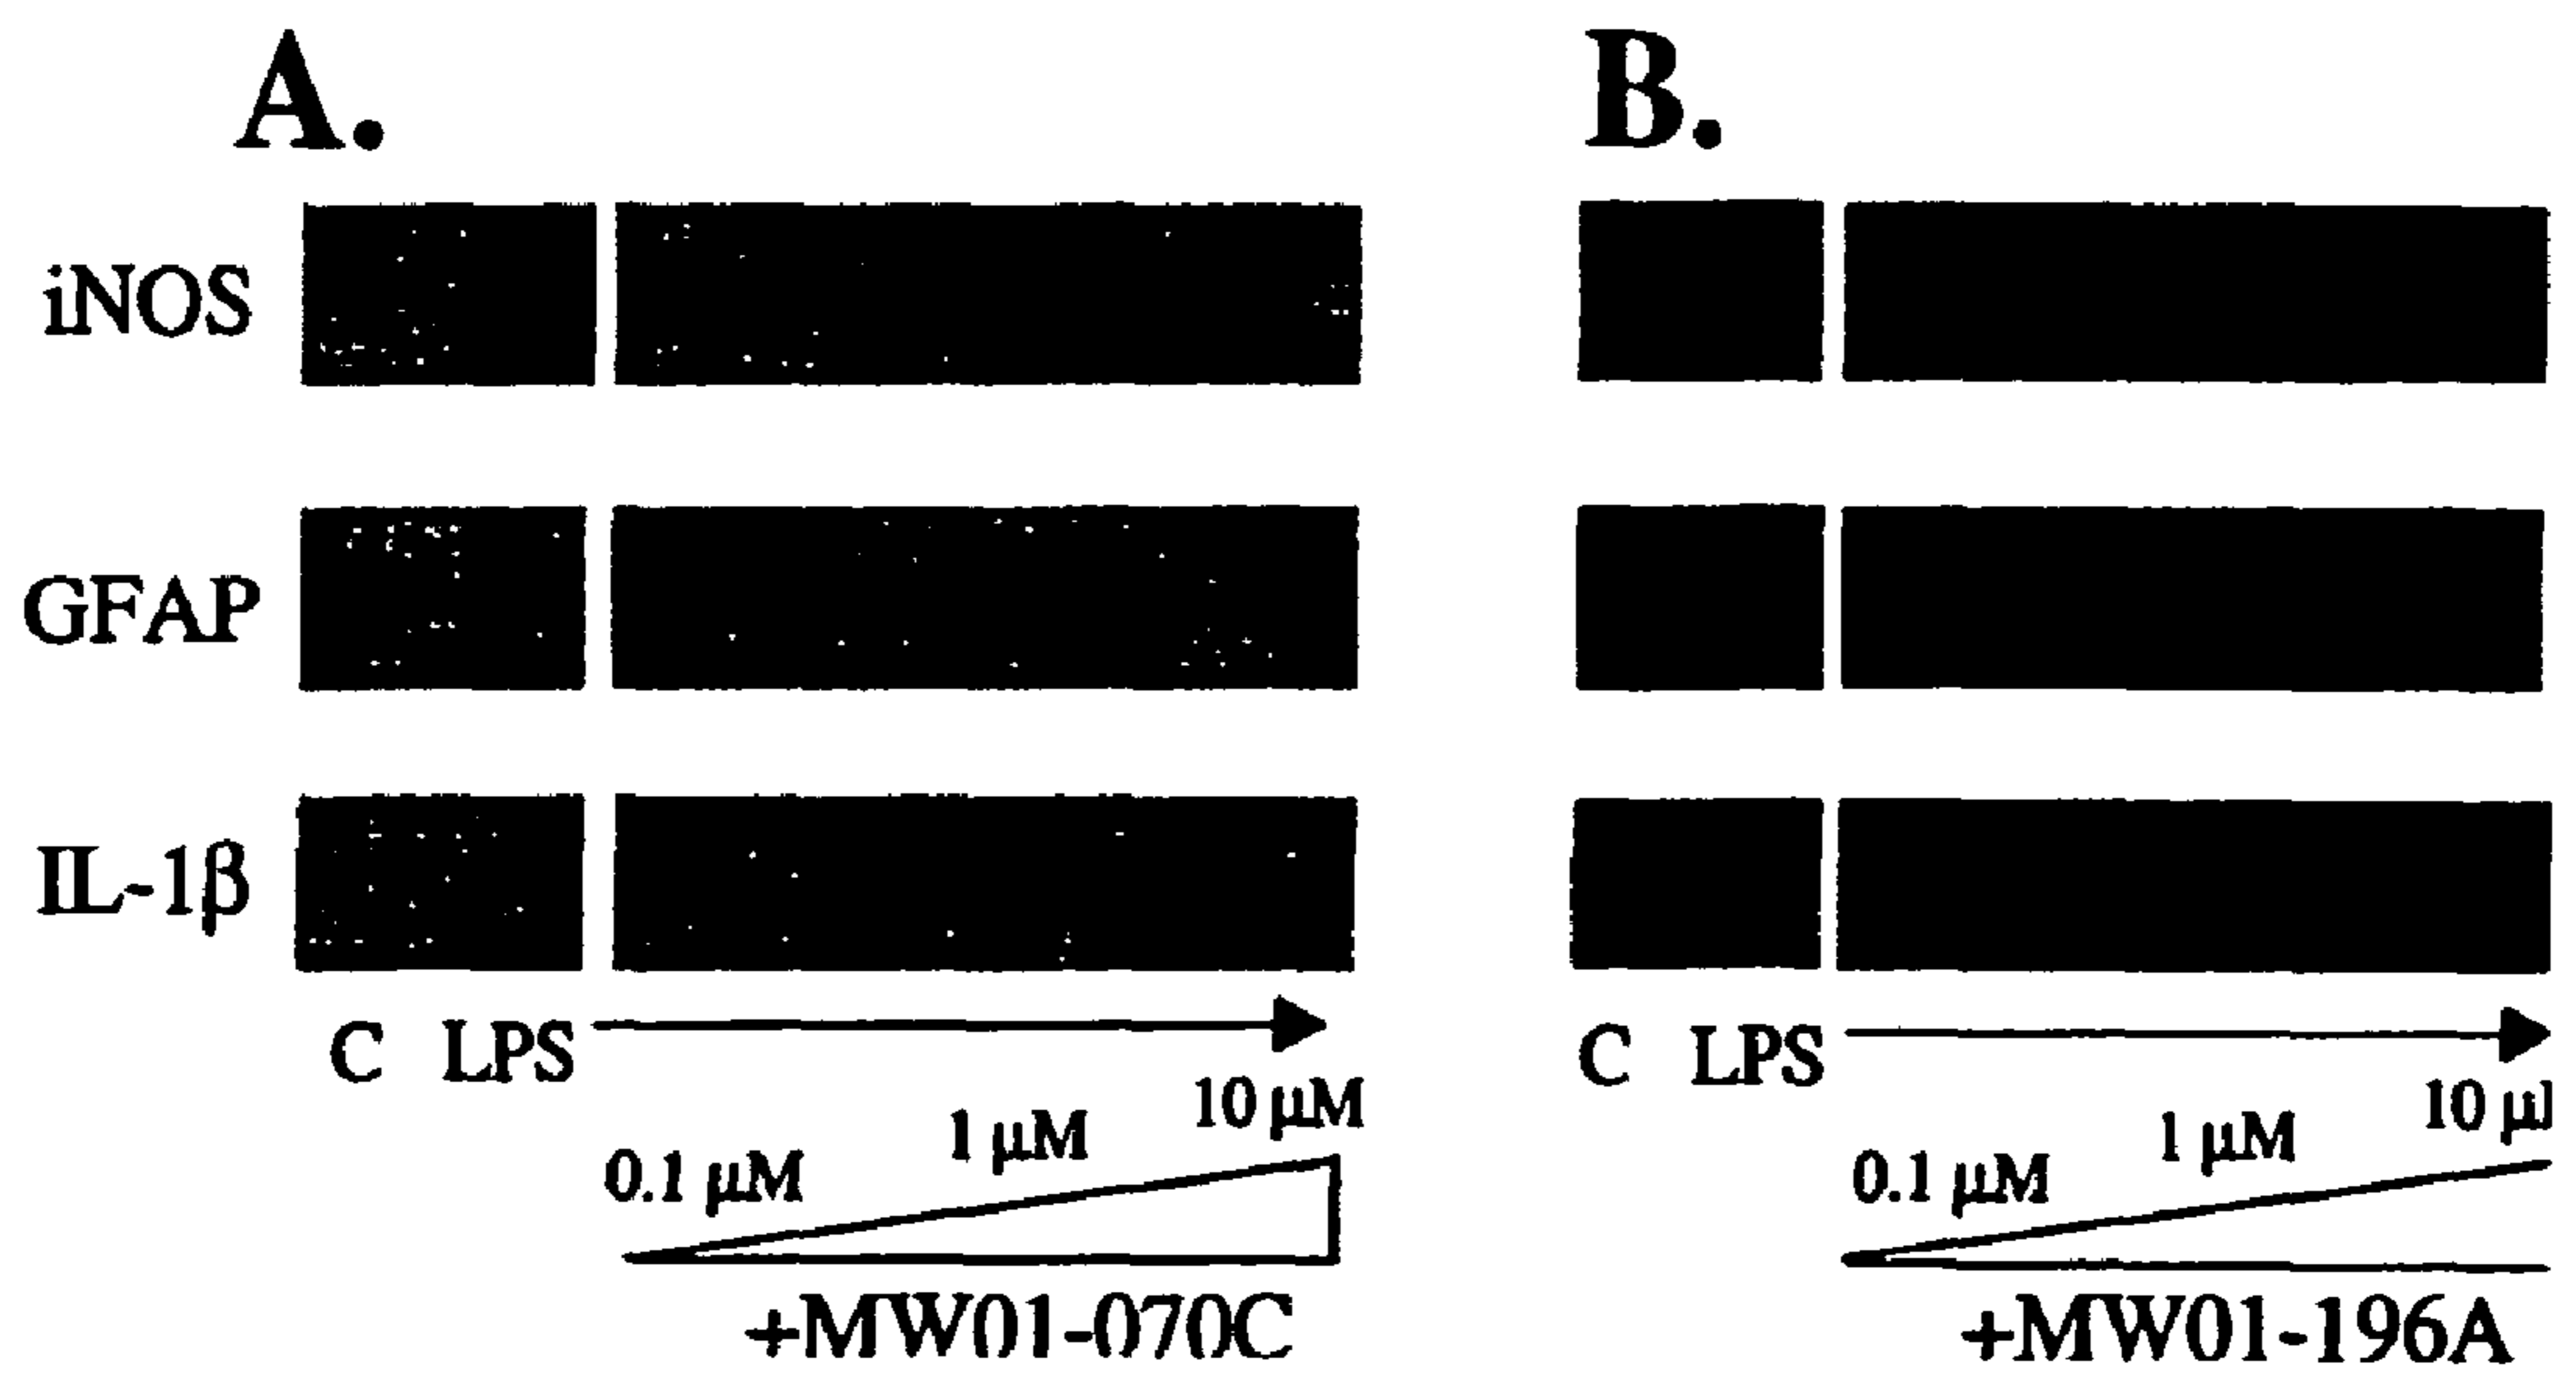 A. B.
iNOS
GFAP
IL-1β
C LPS C LPS
0.1 μM 1 μM 10 μM 0.1 μM 1 μM 10 μ
+MW01-070C +MW01-196A